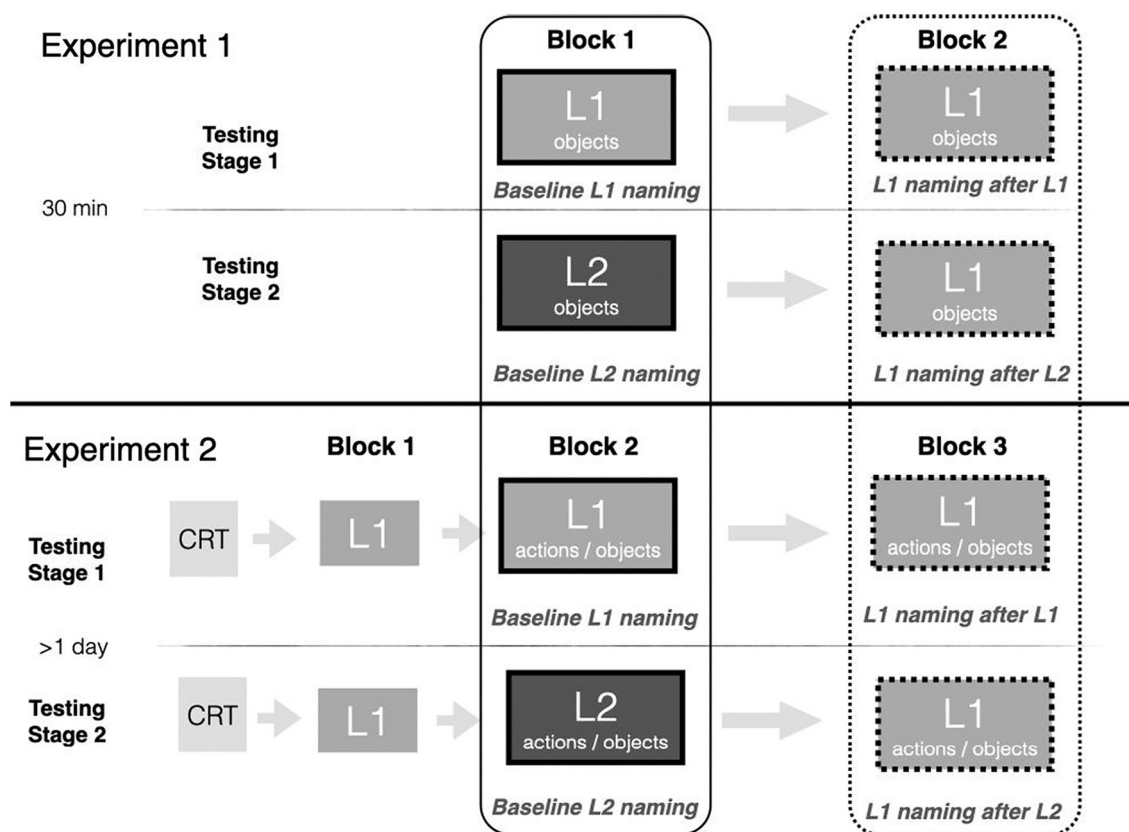 Experiment 1
Block 1
Block 2
Testing
Stage 1
L1
objects
L1
objects
Baseline L1 naming
L1 naming after L1
30 min
Testing
Stage 2
L2
objects
L1
objects
Baseline L2 naming
L1 naming after L2
Experiment 2
Block 1
Block 2
Block 3
Testing
Stage 1
CRT
L1
L1
actions / objects
L1
actions / objects
Baseline L1 naming
L1 naming after L1
>1 day
Testing
Stage 2
CRT
L1
L2
actions / objects
L1
actions / objects
Baseline L2 naming
L1 naming after L2